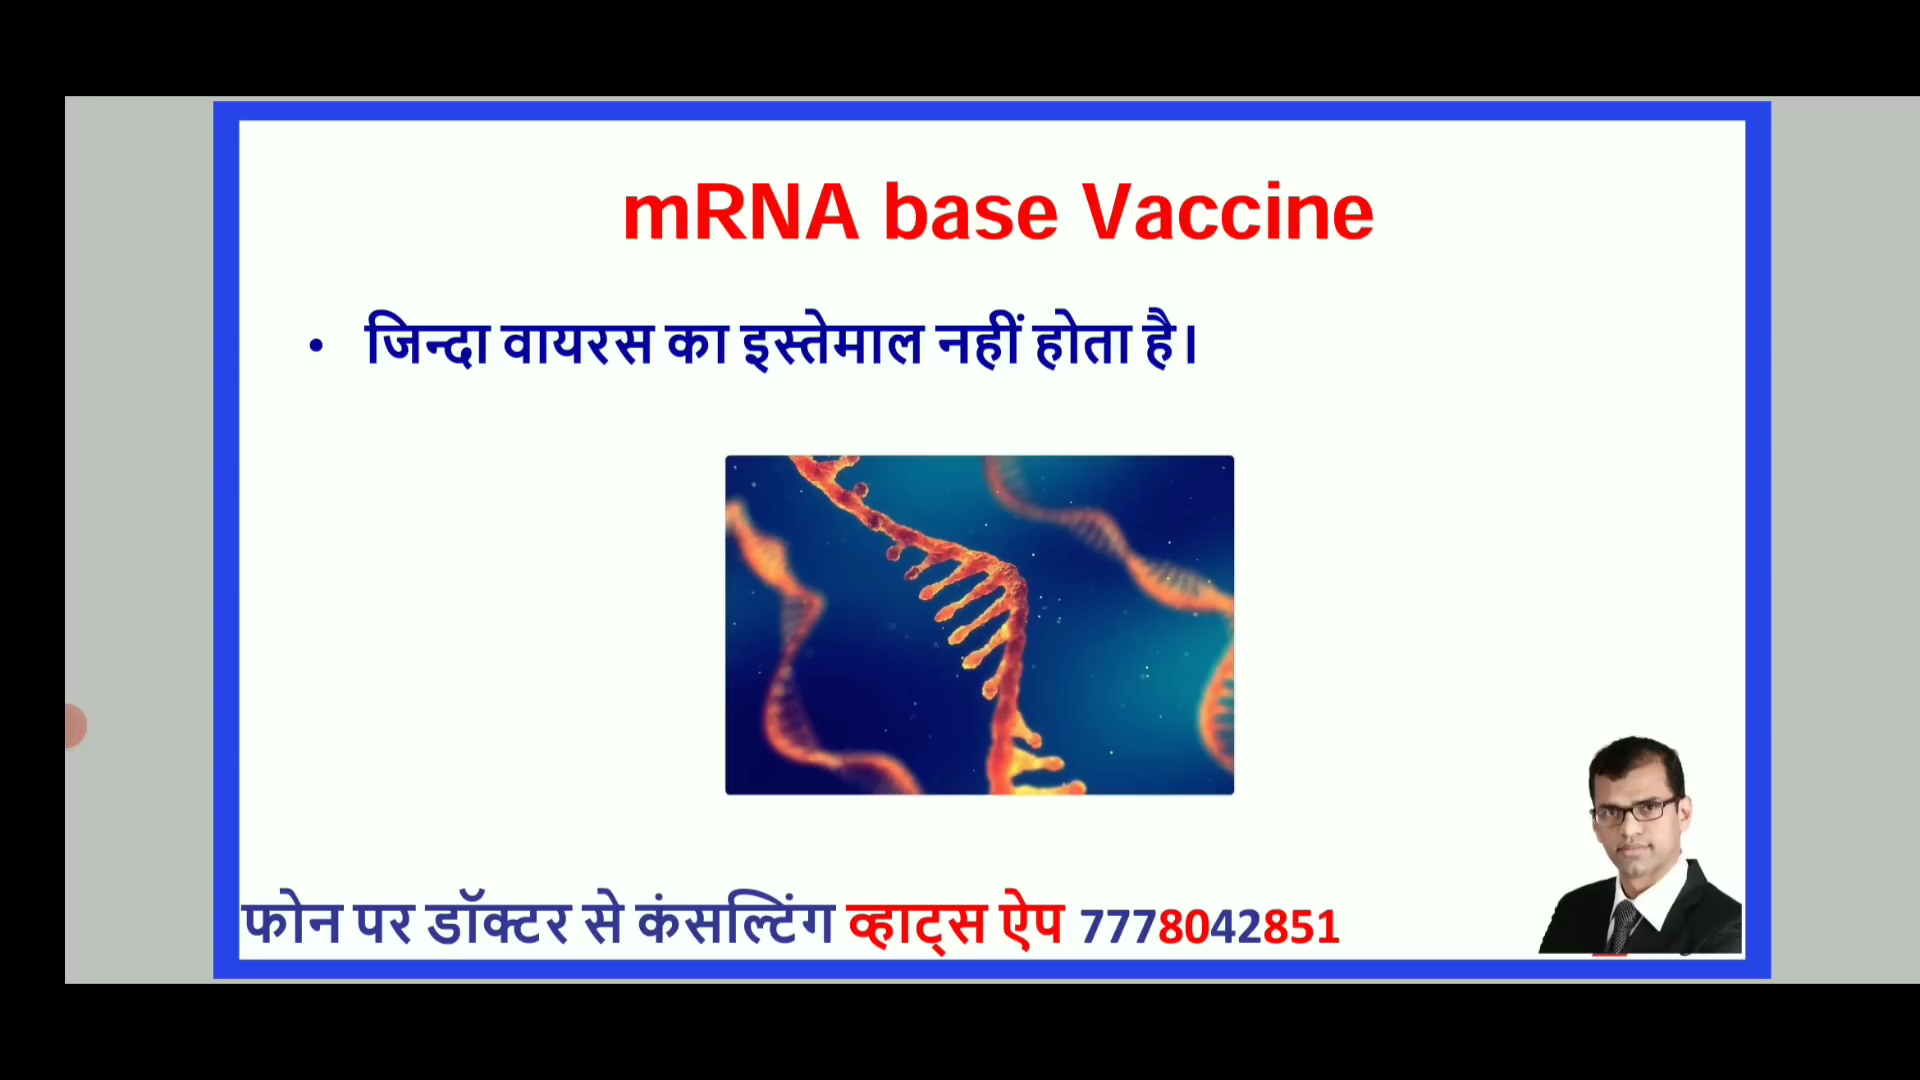 mRNA base Vaccine
• जिन्दा वायरस का इस्तेमाल नहीं होता है।
फोन पर डॉक्टर से कंसल्टिंग व्हाट्स ऐप 7778042851